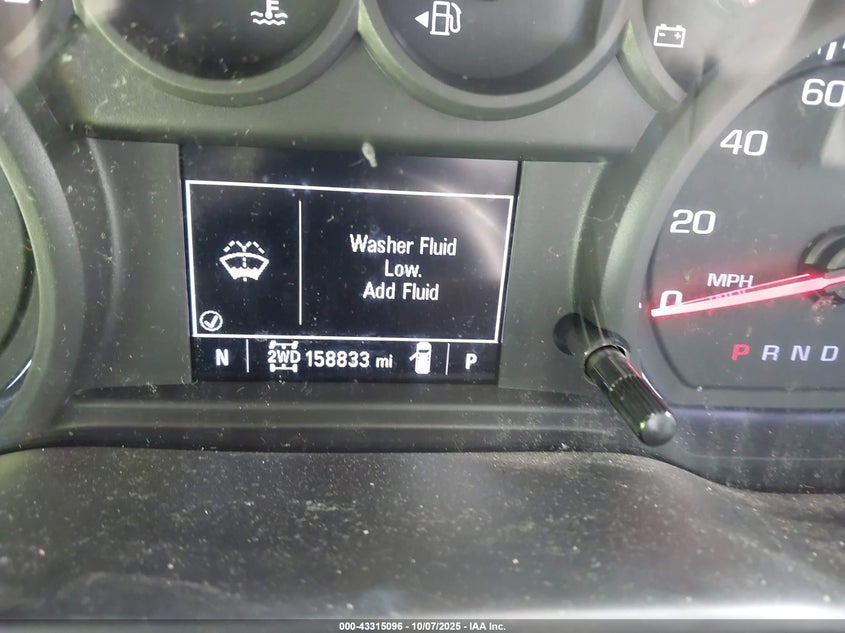 60
40
20
0
MPH
Washer Fluid
Low.
Add Fluid
N 2WD 158833 mi P
P R N D
000-43315096 - 10/07/2025 - IAA Inc.